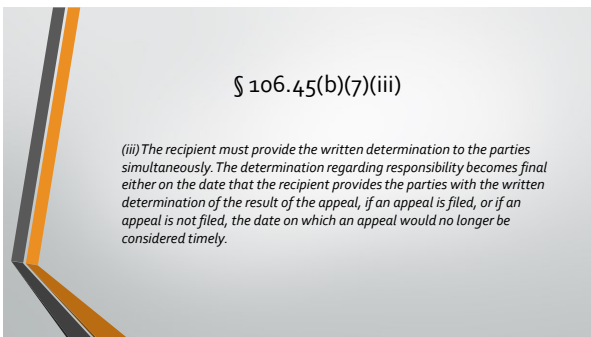 § 106.45(b)(7)(iii)
(iii) The recipient must provide the written determination to the parties
simultaneously. The determination regarding responsibility becomes final
either on the date that the recipient provides the parties with the written
determination of the result of the appeal, if an appeal is filed, or if an
appeal is not filed, the date on which an appeal would no longer be
considered timely.